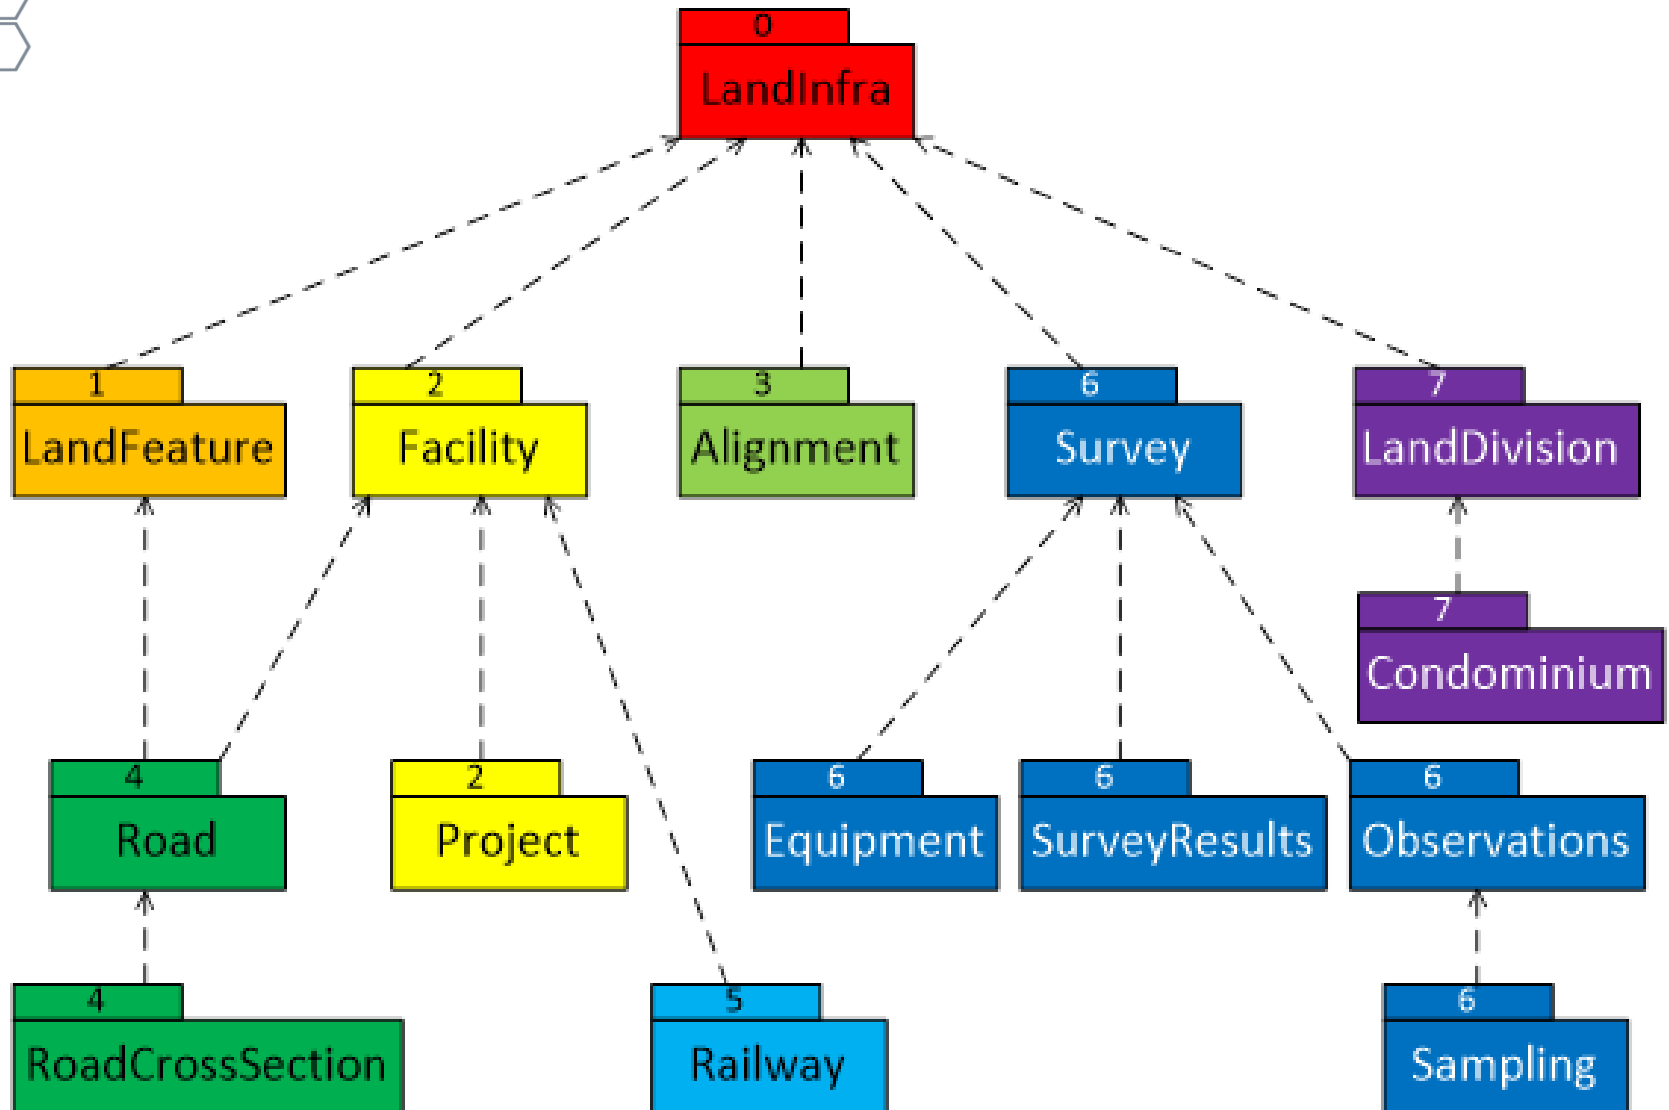 0
LandInfra
1
LandFeature
2
Facility
3
Alignment
6
Survey
7
LandDivision
7
Condominium
4
Road
2
Project
6
Equipment
6
SurveyResults
6
Observations
4
RoadCrossSection
5
Railway
6
Sampling